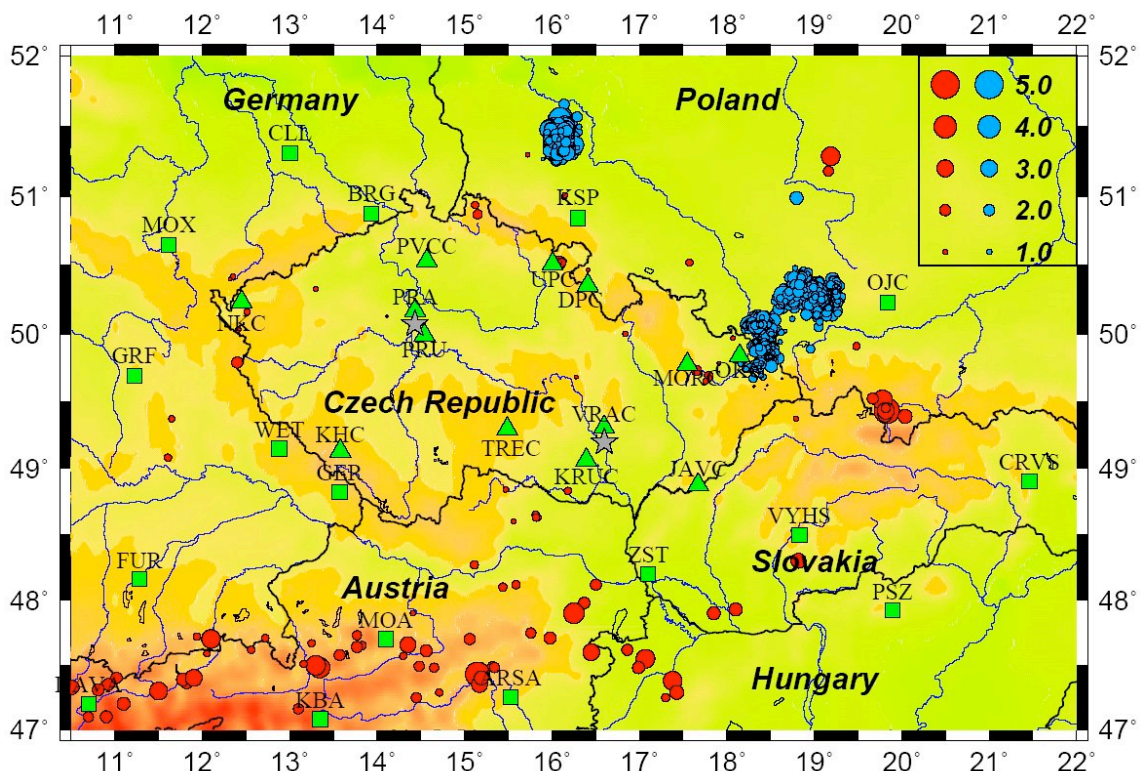 11° 12° 13° 14° 15° 16° 17° 18° 19° 20° 21° 22°
52° 52°
Germany Poland 5.0
4.0
CLL
3.0
51° 51°
BRG KSP 2.0
MOX
PVCC 1.0
UPC OJC
PRA DPC
NKC
50° 50°
PRU
GRF MORC
Czech Republic VRAC
WET KHC TREC
KRUC JAVC CRVS
49° 49°
GEP
VYHS
FUR ZST Slovakia
Austria PSZ
48° 48°
MOA
ARSA Hungary
KBA
47° 47°
11° 12° 13° 14° 15° 16° 17° 18° 19° 20° 21° 22°